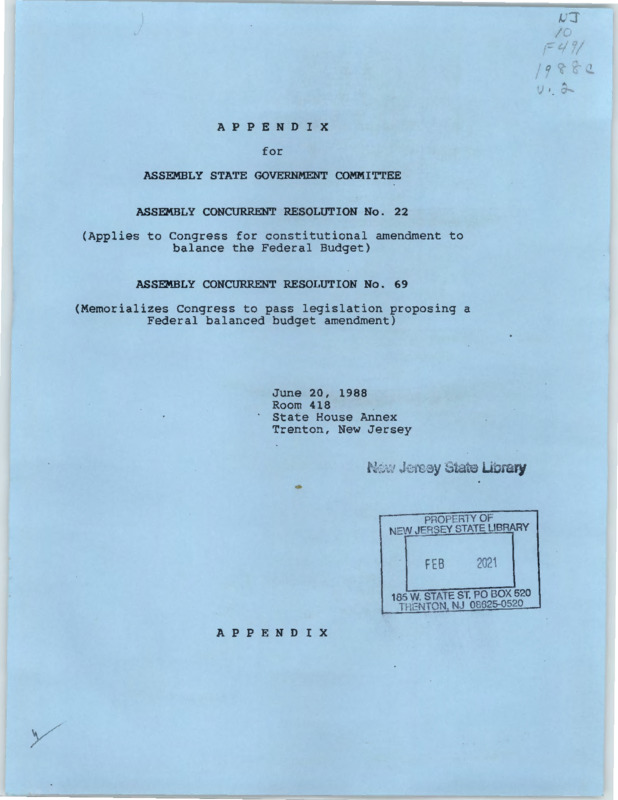 NJ
10
F491
1988c
v. 2
A P P E N D I X
for
ASSEMBLY STATE GOVERNMENT COMMITTEE
ASSEMBLY CONCURRENT RESOLUTION No. 22
(Applies to Congress for constitutional amendment to
balance the Federal Budget)
ASSEMBLY CONCURRENT RESOLUTION No. 69
(Memorializes Congress to pass legislation proposing a
Federal balanced budget amendment)
June 20, 1988
Room 418
State House Annex
Trenton, New Jersey
New Jersey State Library
PROPERTY OF
NEW JERSEY STATE LIBRARY
FEB 2021
185 W. STATE ST. PO BOX 520
TRENTON, NJ 08625-0520
A P P E N D I X